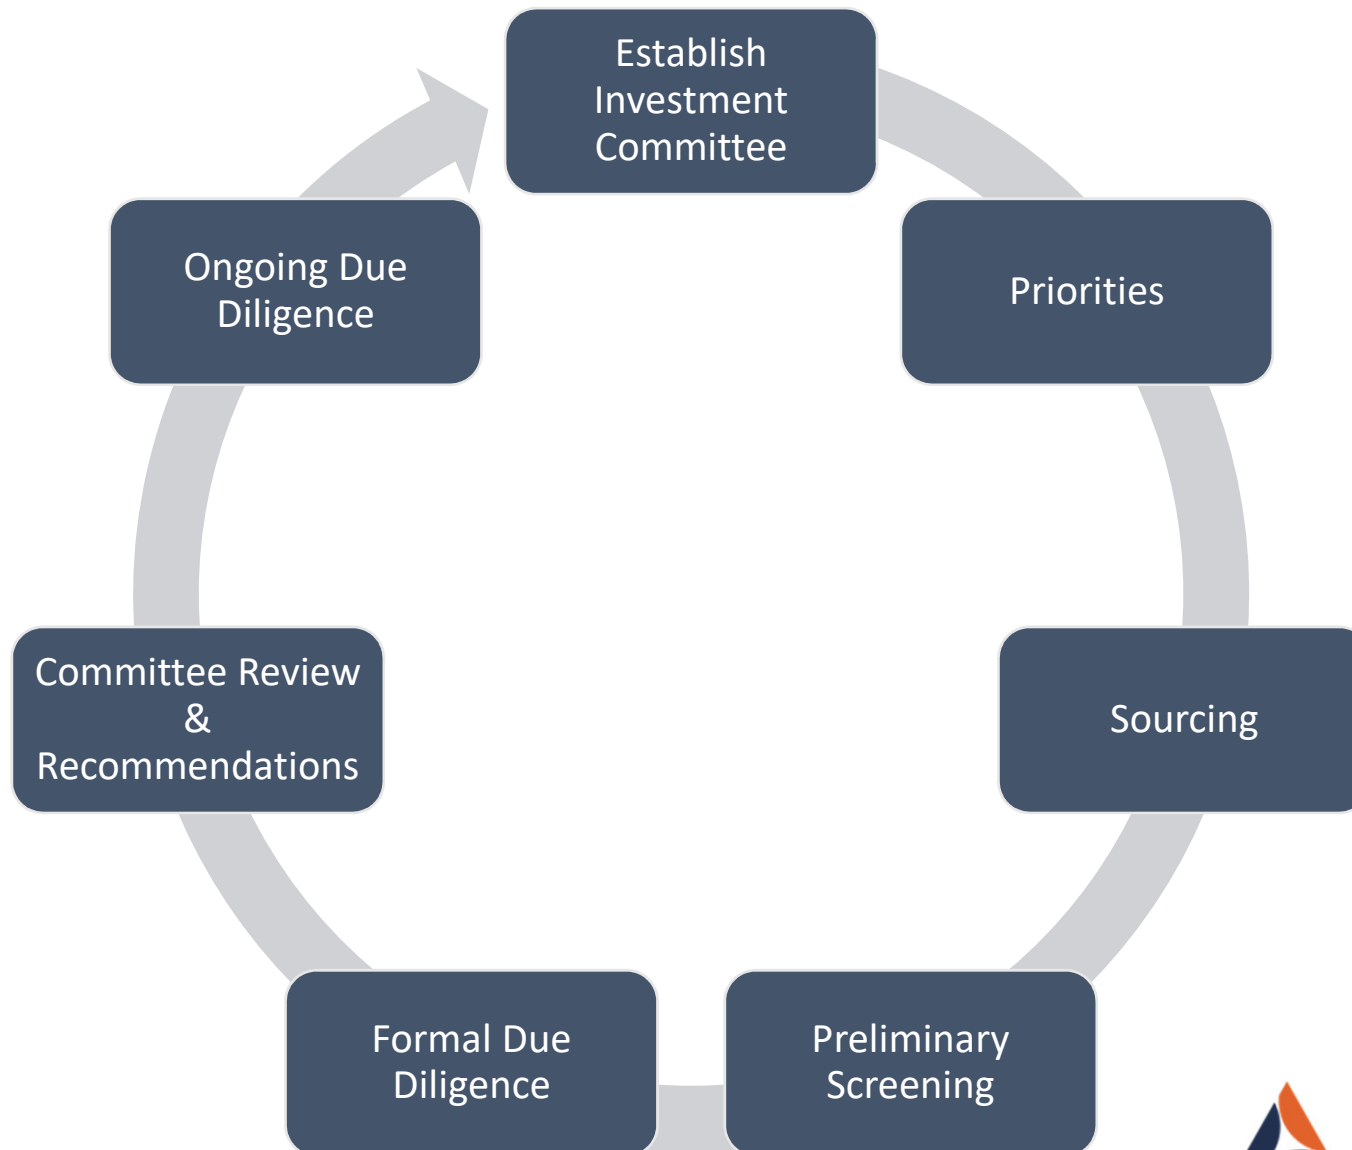 Establish
Investment
Committee
Priorities
Sourcing
Preliminary
Screening
Formal Due
Diligence
Committee Review
&
Recommendations
Ongoing Due
Diligence